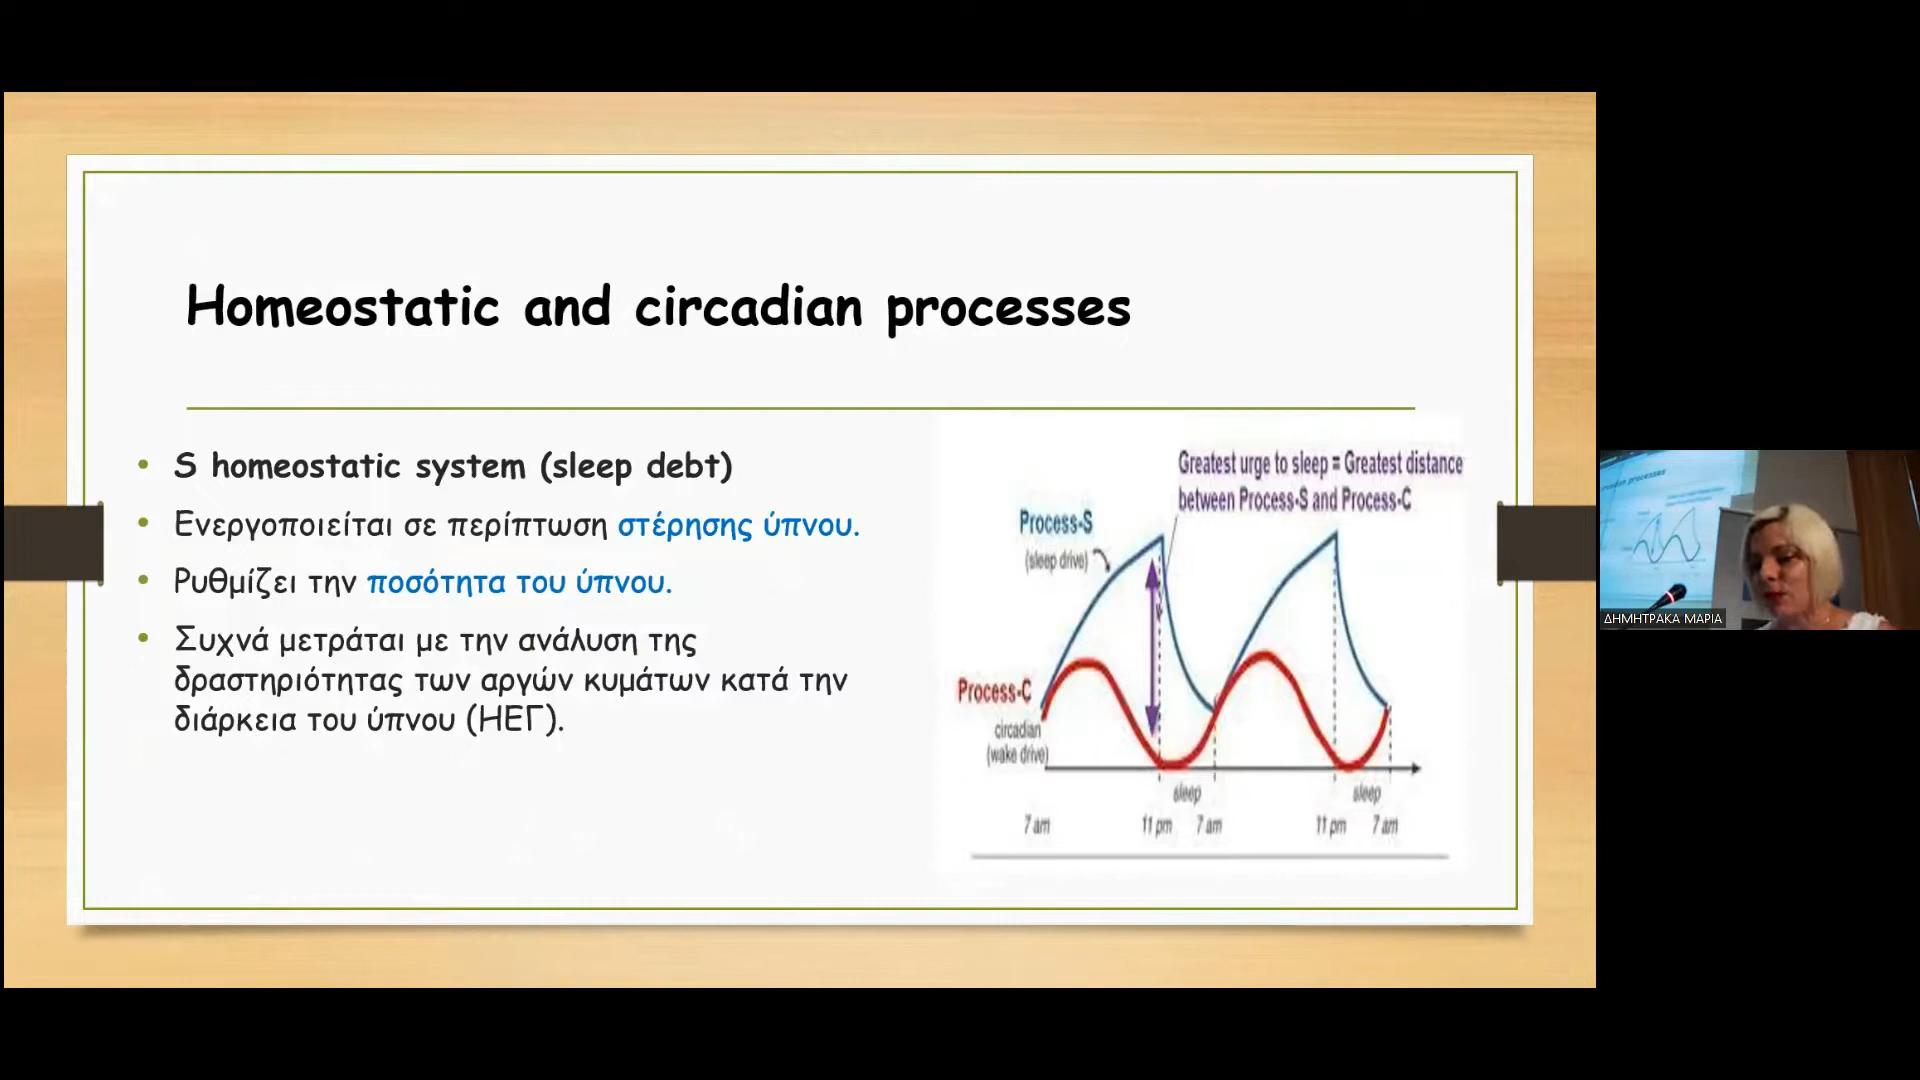 Homeostatic and circadian processes
• S homeostatic system (sleep debt)
• Ενεργοποιείται σε περίπτωση στέρησης ύπνου.
• Ρυθμίζει την ποσότητα του ύπνου.
• Συχνά μετράται με την ανάλυση της
δραστηριότητας των αργών κυμάτων κατά την
διάρκεια του ύπνου (ΗΕΓ).
Greatest urge to sleep = Greatest distance
between Process-S and Process-C
Process-S
(sleep drive)
Process-C
circadian
(wake drive)
sleep sleep
7 am 11 pm 7 am 11 pm 7 am
ΔΗΜΗΤΡΑΚΑ ΜΑΡΙΑ